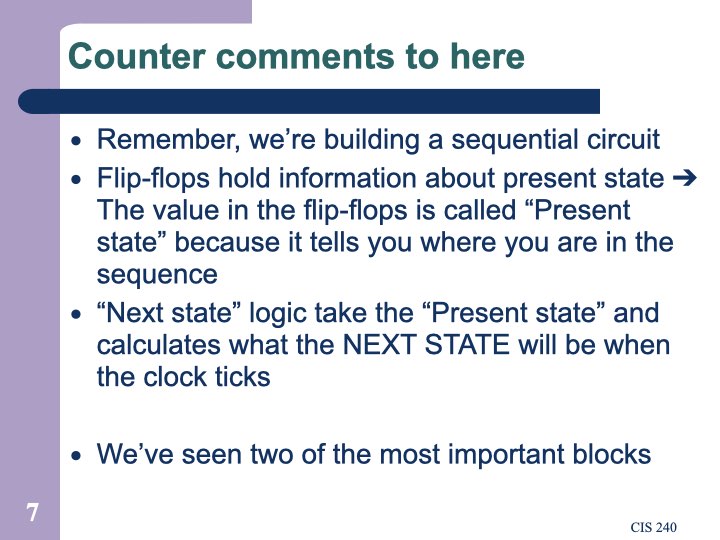 Counter comments to here
• Remember, we’re building a sequential circuit
• Flip-flops hold information about present state ➔
The value in the flip-flops is called “Present
state” because it tells you where you are in the
sequence
• “Next state” logic take the “Present state” and
calculates what the NEXT STATE will be when
the clock ticks
• We’ve seen two of the most important blocks
7
CIS 240